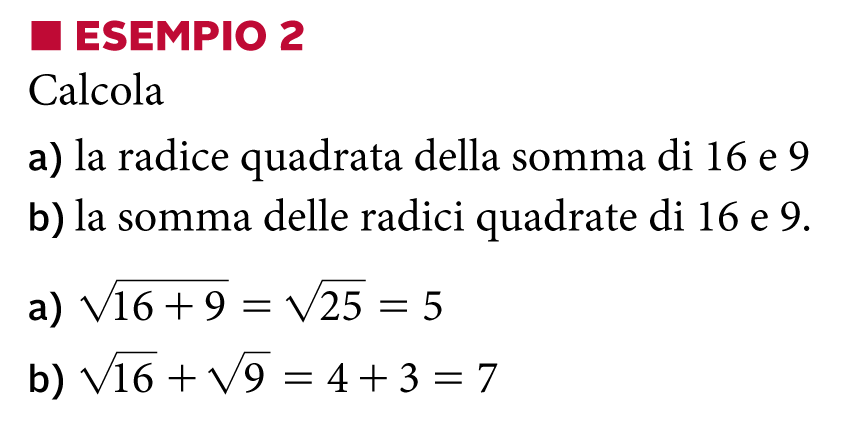 ■ ESEMPIO 2
Calcola
a) la radice quadrata della somma di 16 e 9
b) la somma delle radici quadrate di 16 e 9.
a) √(16 + 9) = √25 = 5
b) √16 + √9 = 4 + 3 = 7